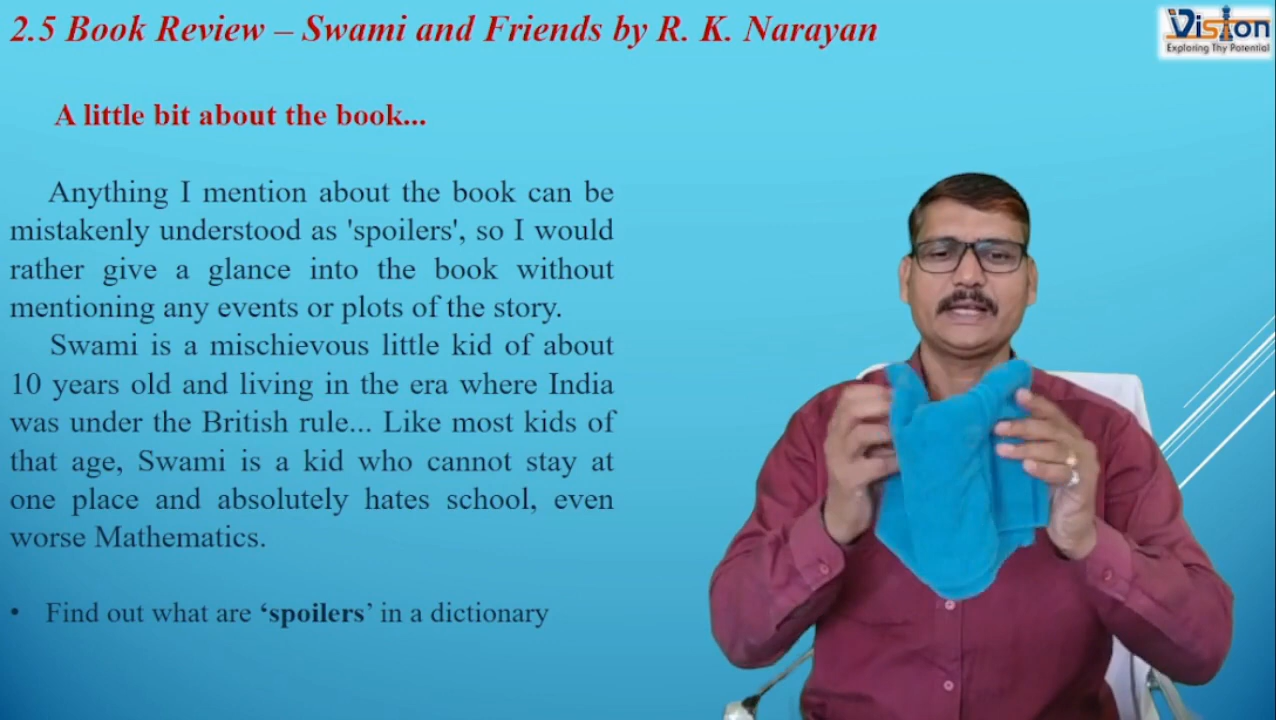 2.5 Book Review – Swami and Friends by R. K. Narayan
Vision
Exploring Thy Potential
A little bit about the book...
Anything I mention about the book can be
mistakenly understood as 'spoilers', so I would
rather give a glance into the book without
mentioning any events or plots of the story.
Swami is a mischievous little kid of about
10 years old and living in the era where India
was under the British rule... Like most kids of
that age, Swami is a kid who cannot stay at
one place and absolutely hates school, even
worse Mathematics.
• Find out what are ‘spoilers’ in a dictionary